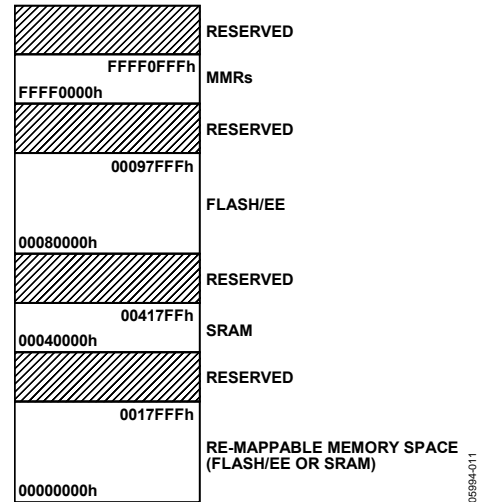 RESERVED
FFFF0FFFh
MMRs
FFFF0000h
RESERVED
00097FFFh
FLASH/EE
00080000h
RESERVED
00417FFh
SRAM
00040000h
RESERVED
0017FFFh
RE-MAPPABLE MEMORY SPACE
(FLASH/EE OR SRAM)
00000000h
05994-011